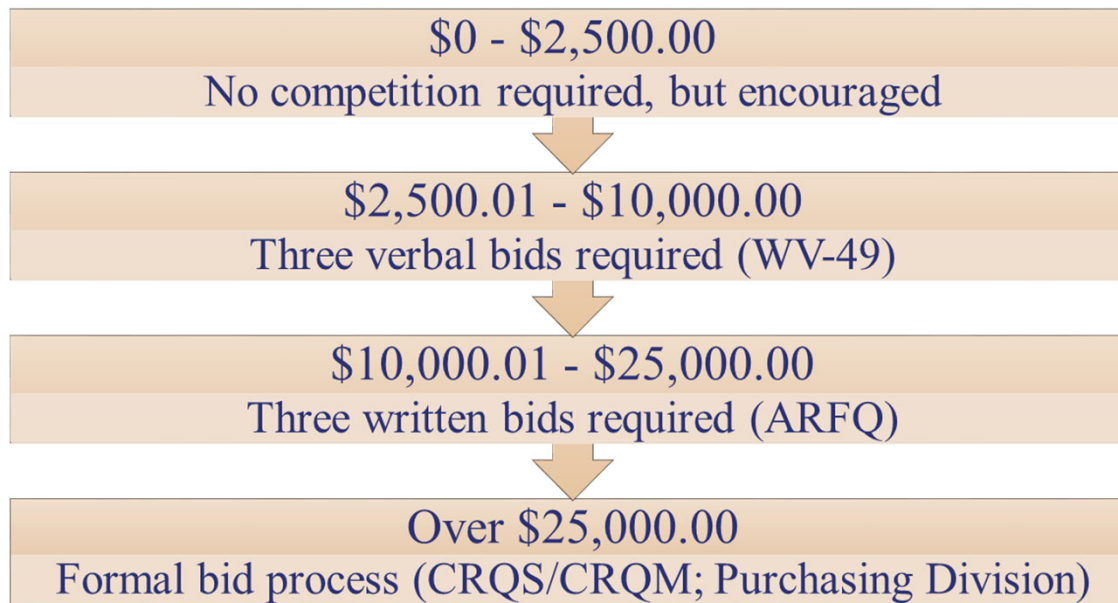 $0 - $2,500.00
No competition required, but encouraged
$2,500.01 - $10,000.00
Three verbal bids required (WV-49)
$10,000.01 - $25,000.00
Three written bids required (ARFQ)
Over $25,000.00
Formal bid process (CRQS/CRQM; Purchasing Division)